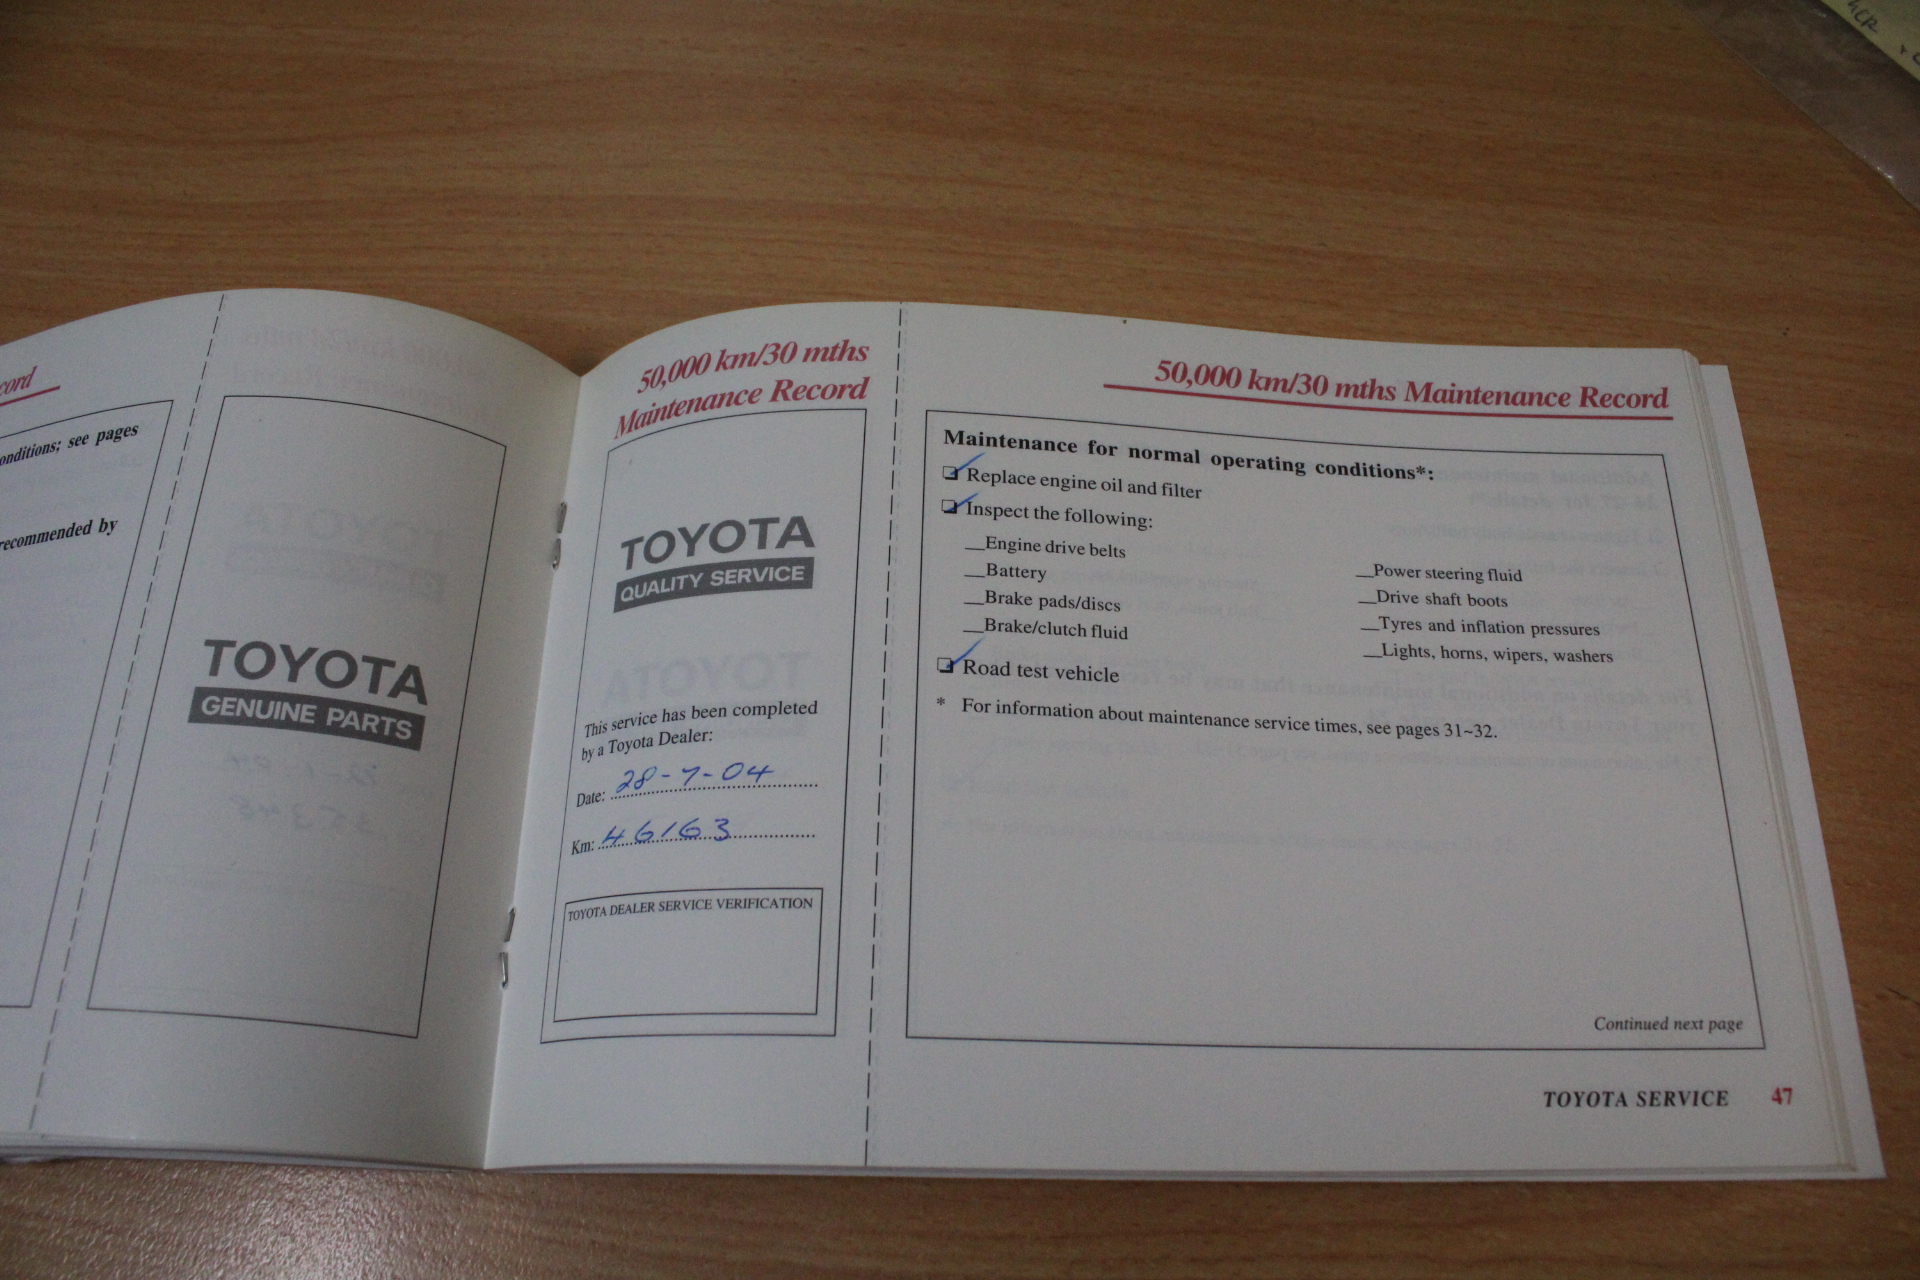 cord
onditions; see pages
recommended by
TOYOTA
GENUINE PARTS
50,000 km/30 mths
Maintenance Record
TOYOTA
QUALITY SERVICE
This service has been completed
by a Toyota Dealer:
Date: 28-7-04
Km: 46163
TOYOTA DEALER SERVICE VERIFICATION
50,000 km/30 mths Maintenance Record
Maintenance for normal operating conditions*:
Replace engine oil and filter
Inspect the following:
__Engine drive belts
__Battery
__Brake pads/discs
__Brake/clutch fluid
__Power steering fluid
__Drive shaft boots
__Tyres and inflation pressures
__Lights, horns, wipers, washers
Road test vehicle
* For information about maintenance service times, see pages 31~32.
Continued next page
TOYOTA SERVICE 47